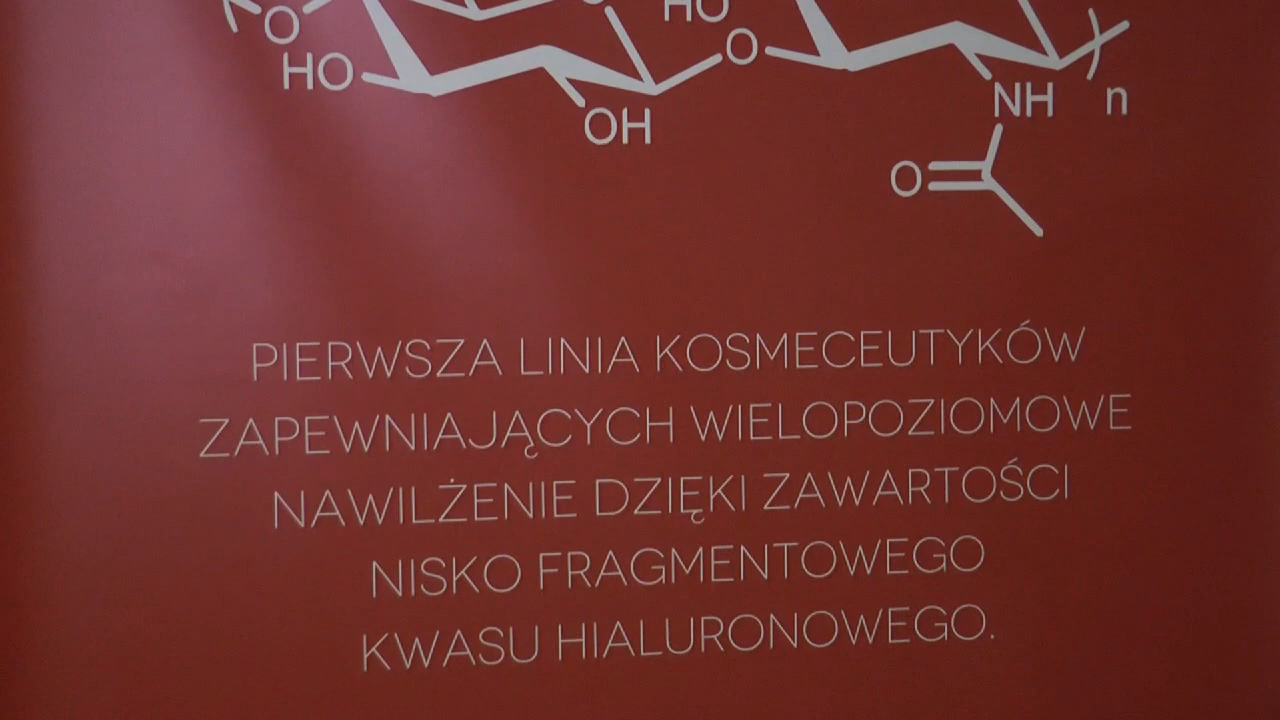 HO
O
O
HO
OH
NH
n
O
PIERWSZA LINIA KOSMECEUTYKÓW
ZAPEWNIAJĄCYCH WIELOPOZIOMOWE
NAWILŻENIE DZIĘKI ZAWARTOŚCI
NISKO FRAGMENTOWEGO
KWASU HIALURONOWEGO.